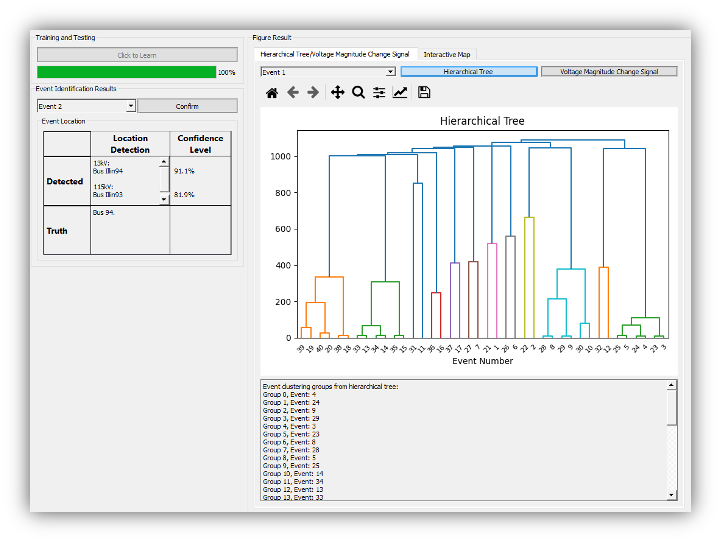 Training and Testing
Click to Learn
100%
Event Identification Results
Event 2
Confirm
Event Location
Location Detection
Confidence Level
Detected
13kV:
Bus Ilin94
91.1%
115kV:
Bus Ilin93
81.9%
Truth
Bus 94.
Figure Result
Hierarchical Tree/Voltage Magnitude Change Signal
Interactive Map
Event 1
Hierarchical Tree
Voltage Magnitude Change Signal
Hierarchical Tree
1000
800
600
400
200
0
39 19 40 20 38 18 33 13 34 14 35 15 31 11 36 16 37 17 27 7 21 1 26 6 22 2 28 8 29 9 30 10 32 12 25 5 24 4 23 3
Event Number
Event clustering groups from hierarchical tree:
Group 0, Event: 4
Group 1, Event: 24
Group 2, Event: 9
Group 3, Event: 29
Group 4, Event: 3
Group 5, Event: 23
Group 6, Event: 8
Group 7, Event: 28
Group 8, Event: 5
Group 9, Event: 25
Group 10, Event: 14
Group 11, Event: 34
Group 12, Event: 13
Group 13, Event: 33